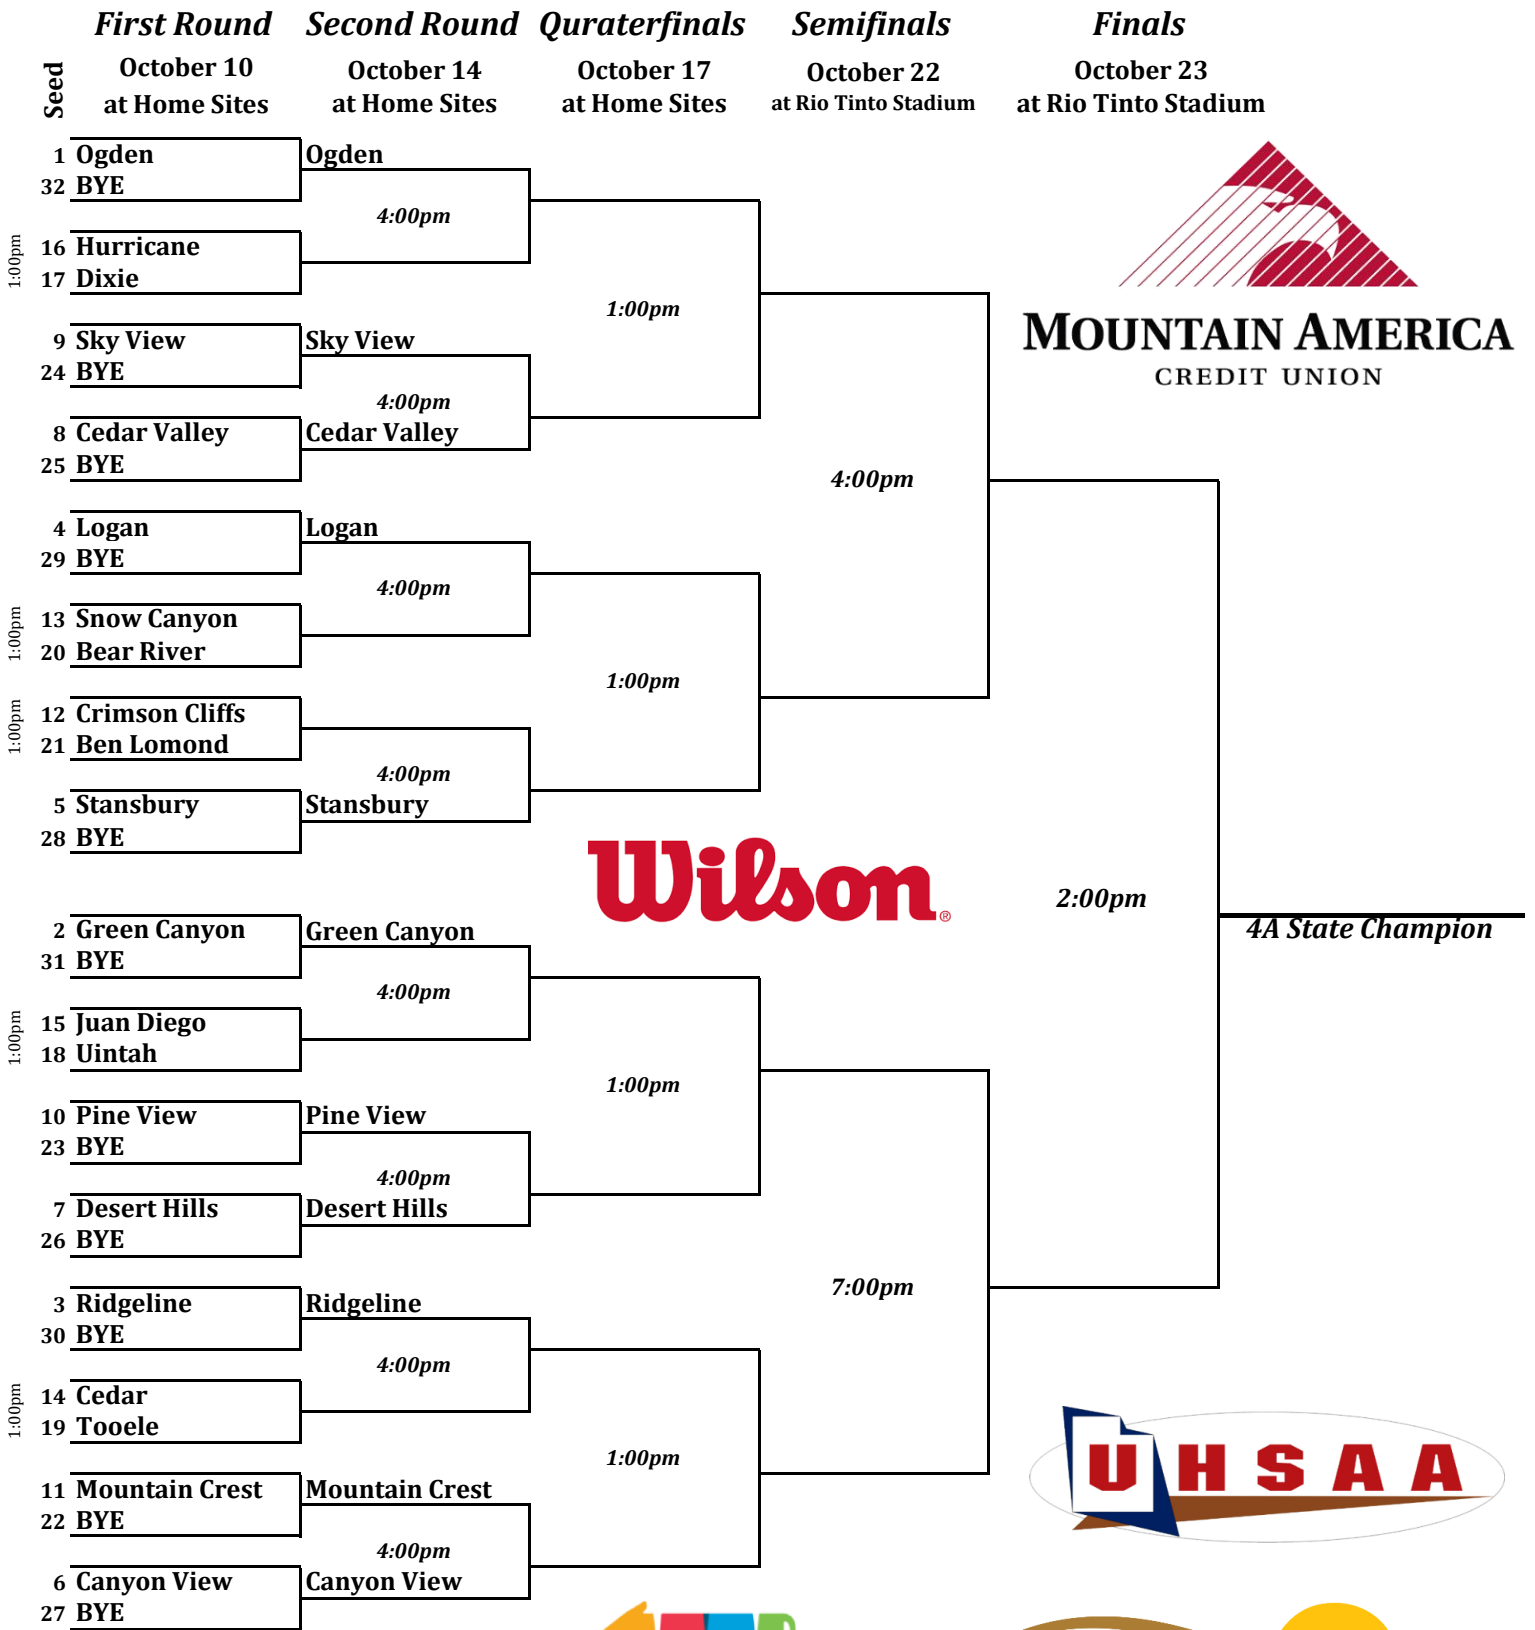 First Round Second Round Quraterfinals Semifinals Finals
Seed
October 10 October 14 October 17 October 22 October 23
at Home Sites at Home Sites at Home Sites at Rio Tinto Stadium at Rio Tinto Stadium
1 Ogden Ogden
32 BYE
4:00pm
1:00pm
16 Hurricane
17 Dixie
1:00pm
9 Sky View Sky View
24 BYE
4:00pm
8 Cedar Valley Cedar Valley
25 BYE
4:00pm
4 Logan Logan
29 BYE
4:00pm
1:00pm
13 Snow Canyon
20 Bear River
1:00pm
1:00pm
12 Crimson Cliffs
21 Ben Lomond
4:00pm
5 Stansbury Stansbury
28 BYE
2:00pm
4A State Champion
2 Green Canyon Green Canyon
31 BYE
4:00pm
1:00pm
15 Juan Diego
18 Uintah
1:00pm
10 Pine View Pine View
23 BYE
4:00pm
7 Desert Hills Desert Hills
26 BYE
7:00pm
3 Ridgeline Ridgeline
30 BYE
4:00pm
1:00pm
14 Cedar
19 Tooele
1:00pm
11 Mountain Crest Mountain Crest
22 BYE
4:00pm
6 Canyon View Canyon View
27 BYE
MOUNTAIN AMERICA
CREDIT UNION
Wilson®
UHSAA